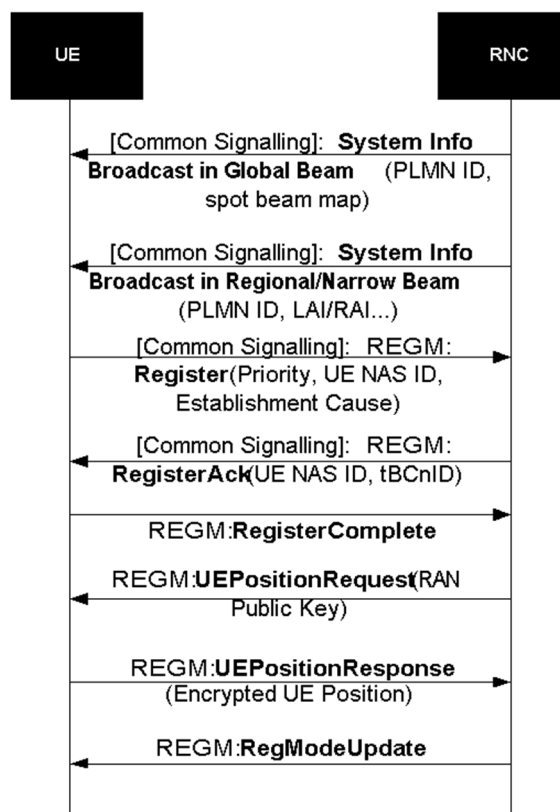 UE
RNC
[Common Signalling]: System Info
Broadcast in Global Beam (PLMN ID,
spot beam map)
[Common Signalling]: System Info
Broadcast in Regional/Narrow Beam
(PLMN ID, LAI/RAI...)
[Common Signalling]: REGM:
Register(Priority, UE NAS ID,
Establishment Cause)
[Common Signalling]: REGM:
RegisterAck(UE NAS ID, tBCnID)
REGM:RegisterComplete
REGM:UEPositionRequest(RAN
Public Key)
REGM:UEPositionResponse
(Encrypted UE Position)
REGM:RegModeUpdate